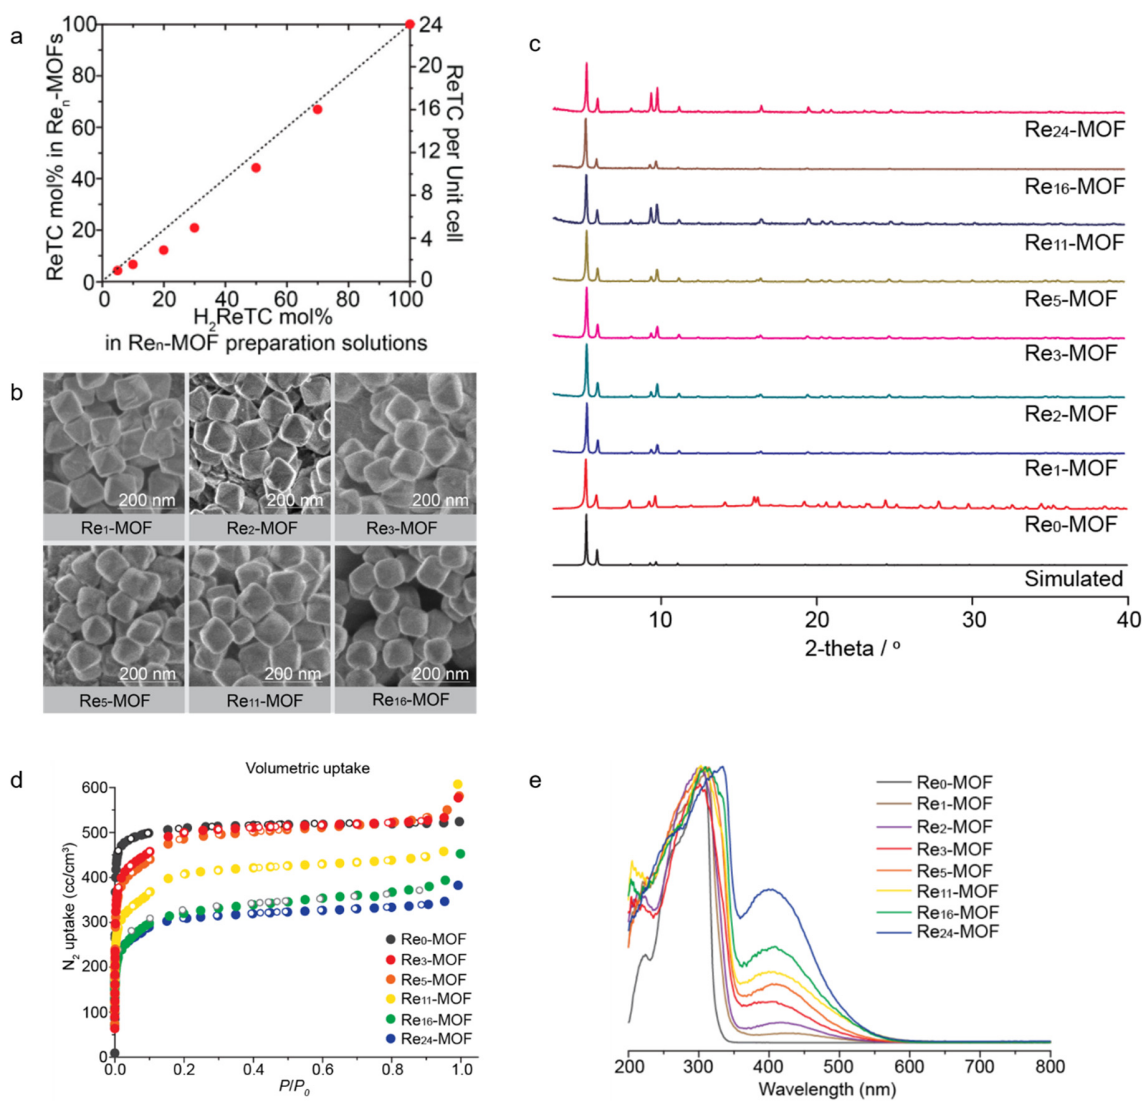 a
100
80
60
40
20
0
ReTC mol% in Reₙ-MOFs
24
20
16
12
8
4
0
ReTC per Unit cell
0 20 40 60 80 100
H₂ReTC mol%
in Reₙ-MOF preparation solutions
b
200 nm 200 nm 200 nm
Re₁-MOF Re₂-MOF Re₃-MOF
200 nm 200 nm 200 nm
Re₅-MOF Re₁₁-MOF Re₁₆-MOF
c
Re₂₄-MOF
Re₁₆-MOF
Re₁₁-MOF
Re₅-MOF
Re₃-MOF
Re₂-MOF
Re₁-MOF
Re₀-MOF
Simulated
10 20 30 40
2-theta / º
d
Volumetric uptake
600
500
400
300
200
100
0
N₂ uptake (cc/cm³)
Re₀-MOF
Re₃-MOF
Re₅-MOF
Re₁₁-MOF
Re₁₆-MOF
Re₂₄-MOF
0.0 0.2 0.4 0.6 0.8 1.0
P/P₀
e
Re₀-MOF
Re₁-MOF
Re₂-MOF
Re₃-MOF
Re₅-MOF
Re₁₁-MOF
Re₁₆-MOF
Re₂₄-MOF
200 300 400 500 600 700 800
Wavelength (nm)